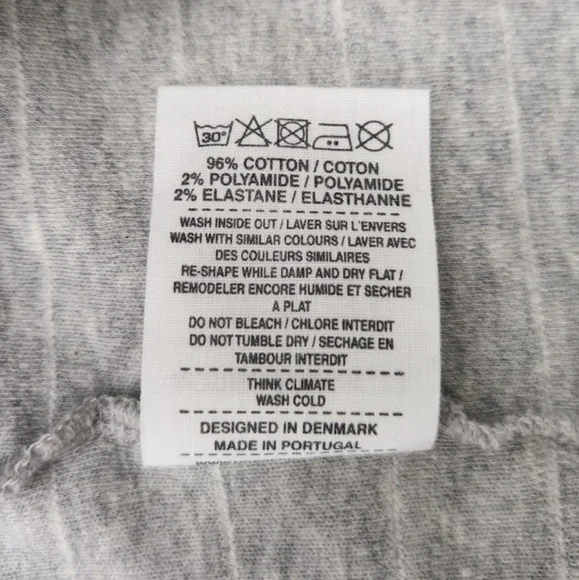 30°
96% COTTON / COTON
2% POLYAMIDE / POLYAMIDE
2% ELASTANE / ELASTHANNE
WASH INSIDE OUT / LAVER SUR L'ENVERS
WASH WITH SIMILAR COLOURS / LAVER AVEC
DES COULEURS SIMILAIRES
RE-SHAPE WHILE DAMP AND DRY FLAT /
REMODELER ENCORE HUMIDE ET SECHER
A PLAT
DO NOT BLEACH / CHLORE INTERDIT
DO NOT TUMBLE DRY / SECHAGE EN
TAMBOUR INTERDIT
THINK CLIMATE
WASH COLD
DESIGNED IN DENMARK
MADE IN PORTUGAL